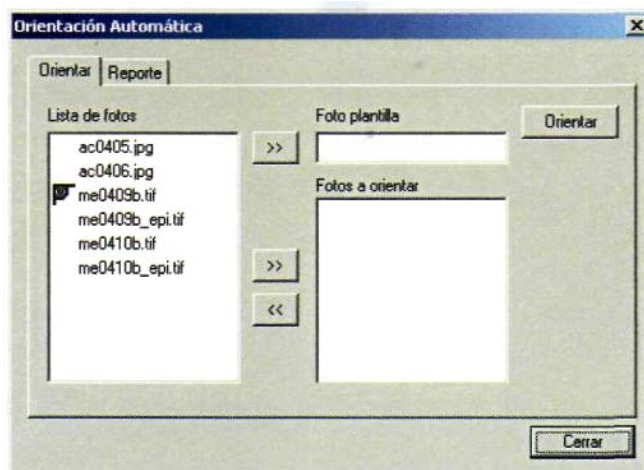 Orientación Automática
Orientar
Reporte
Lista de fotos
ac0405.jpg
ac0406.jpg
me0409b.tif
me0409b_epi.tif
me0410b.tif
me0410b_epi.tif
>>
>>
<<
Foto plantilla
Fotos a orientar
Orientar
Cerrar